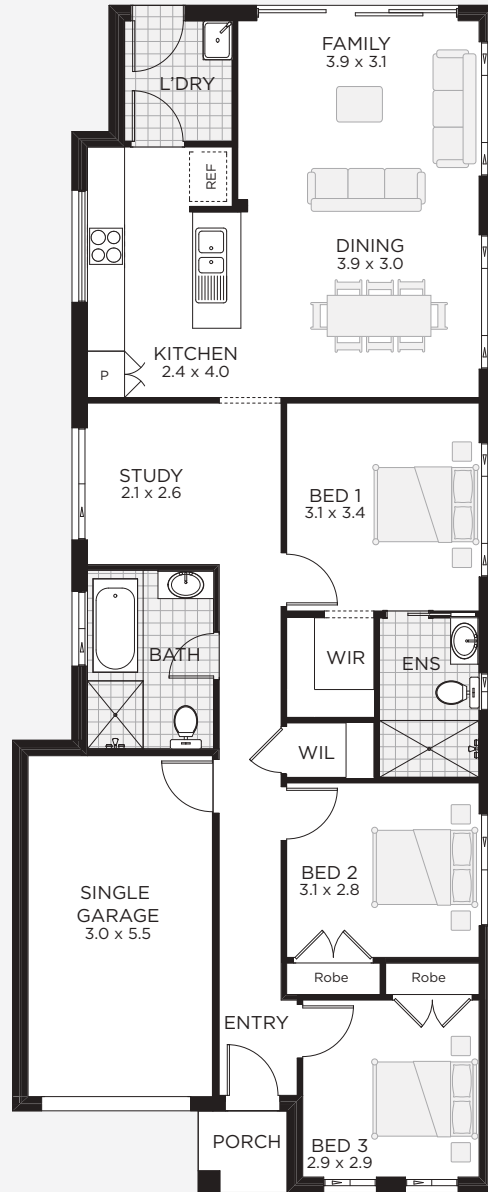 FAMILY
3.9 x 3.1
L'DRY
REF
DINING
3.9 x 3.0
KITCHEN
2.4 x 4.0
P
STUDY
2.1 x 2.6
BED 1
3.1 x 3.4
BATH
WIR
ENS
WIL
BED 2
3.1 x 2.8
SINGLE
GARAGE
3.0 x 5.5
Robe
Robe
ENTRY
PORCH
BED 3
2.9 x 2.9